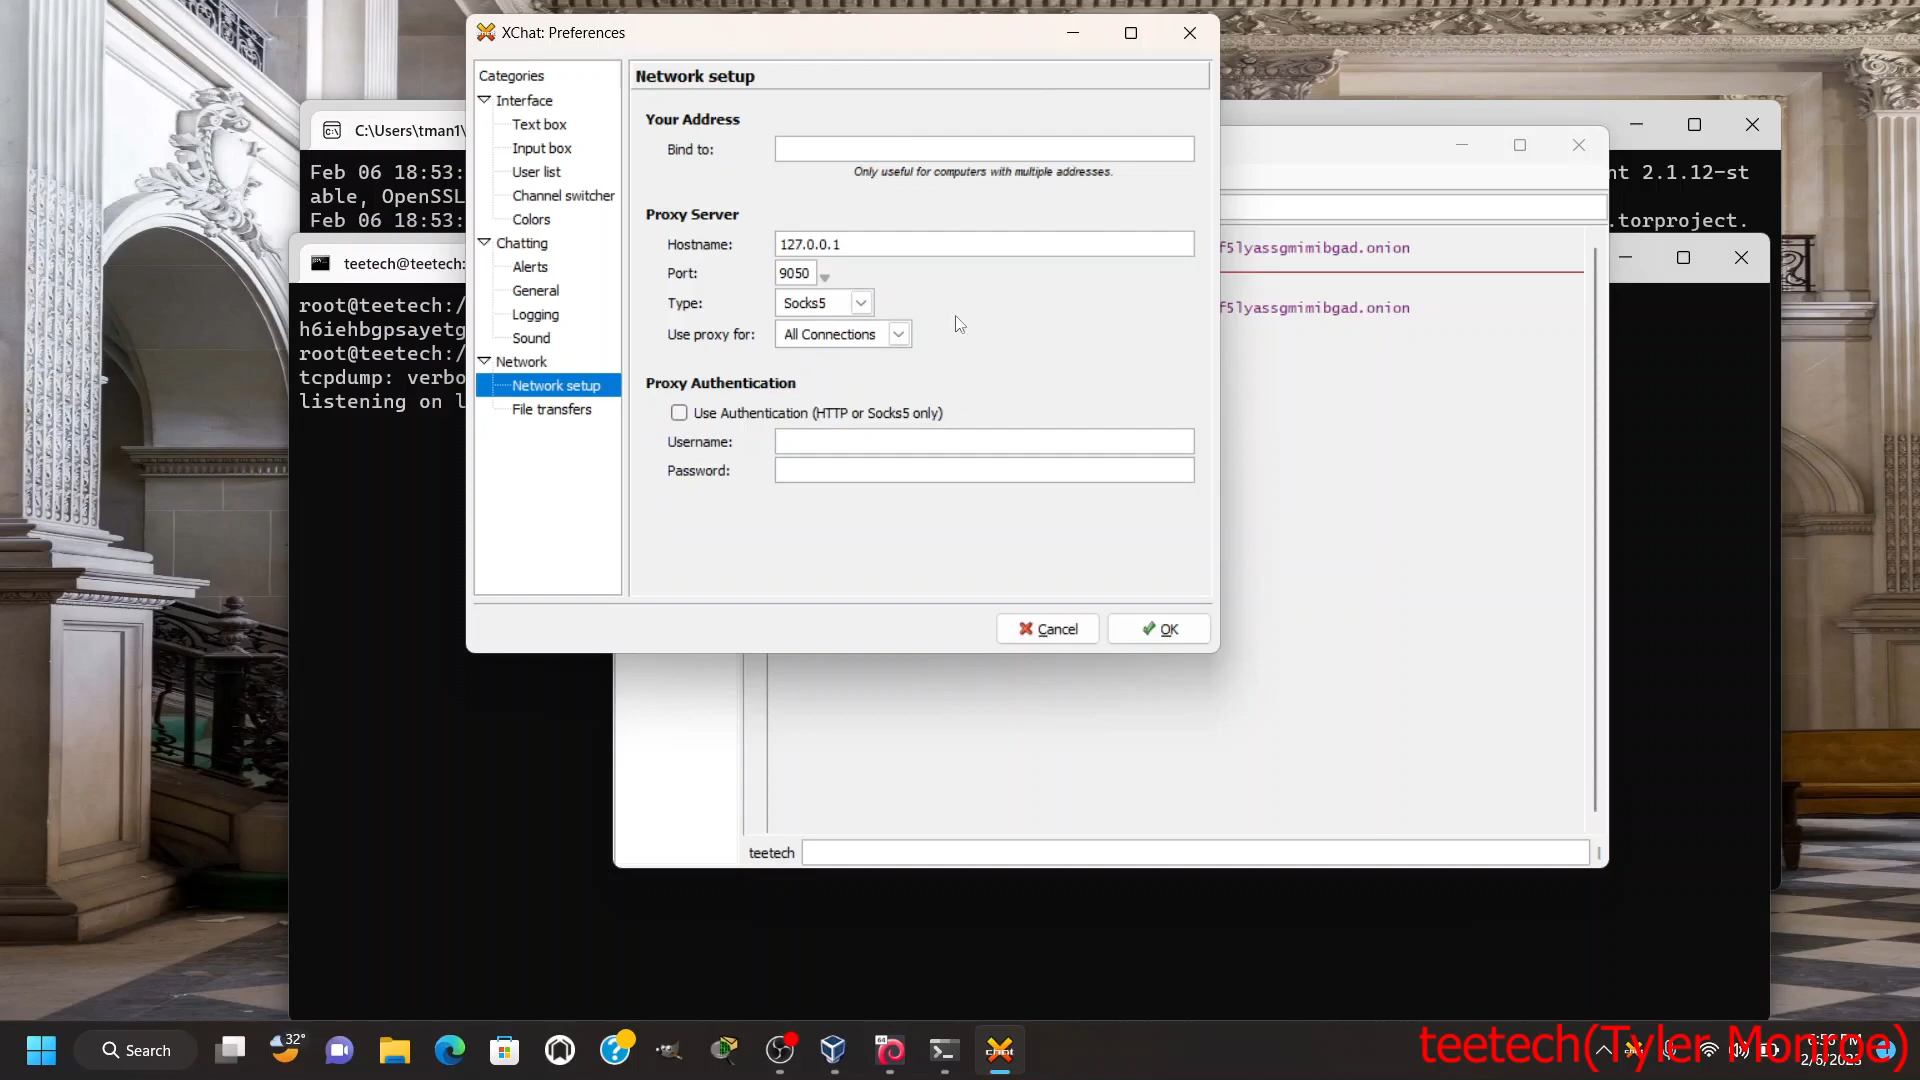 XChat: Preferences
Categories
Interface
Text box
Input box
User list
Channel switcher
Colors
Chatting
Alerts
General
Logging
Sound
Network
Network setup
File transfers
Network setup
Your Address
Bind to:
Only useful for computers with multiple addresses.
Proxy Server
Hostname: 127.0.0.1
Port: 9050
Type: Socks5
Use proxy for: All Connections
Proxy Authentication
Use Authentication (HTTP or Socks5 only)
Username:
Password:
Cancel
OK
C:\Users\tman1\
Feb 06 18:53:
able, OpenSSL
Feb 06 18:53:
nt 2.1.12-st
.torproject.
teetech@teetech:
root@teetech:/
h6iehbgpsayetg
root@teetech:/
tcpdump: verbo
listening on l
f5lyassgmimibgad.onion
f5lyassgmimibgad.onion
teetech
32°
Search
64
chat
teetech(Tyler Monroe)